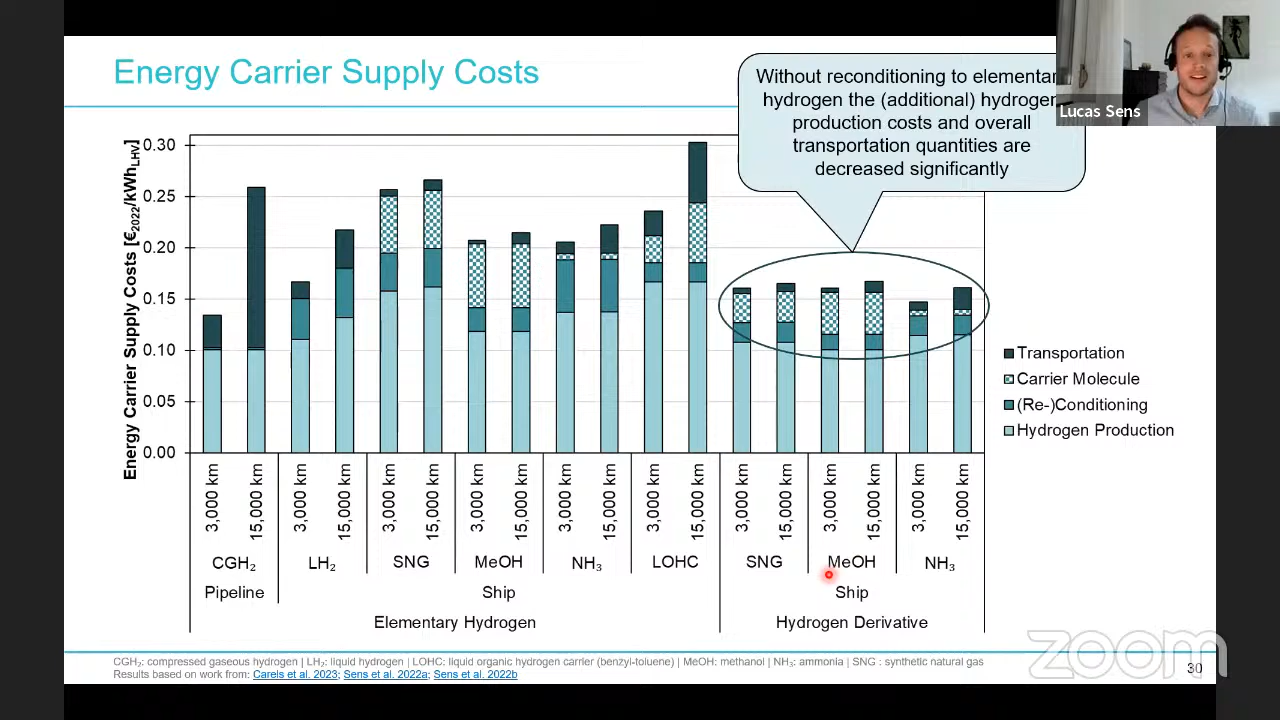 Energy Carrier Supply Costs
Without reconditioning to elementar
hydrogen the (additional) hydroger
production costs and overall
transportation quantities are
decreased significantly
Lucas Sens
Energy Carrier Supply Costs [€2022/kWhLHV]
0.30
0.25
0.20
0.15
0.10
0.05
0.00
Transportation
Carrier Molecule
(Re-)Conditioning
Hydrogen Production
3,000 km 15,000 km 3,000 km 15,000 km 3,000 km 15,000 km 3,000 km 15,000 km 3,000 km 15,000 km 3,000 km 15,000 km 3,000 km 15,000 km 3,000 km 15,000 km 3,000 km 15,000 km
CGH₂ LH₂ SNG MeOH NH₃ LOHC SNG MeOH NH₃
Pipeline Ship Ship
Elementary Hydrogen Hydrogen Derivative
CGH₂: compressed gaseous hydrogen | LH₂: liquid hydrogen | LOHC: liquid organic hydrogen carrier (benzyl-toluene) | MeOH: methanol | NH₃: ammonia | SNG : synthetic natural gas
Results based on work from: Carels et al. 2023; Sens et al. 2022a; Sens et al. 2022b
30
zoom